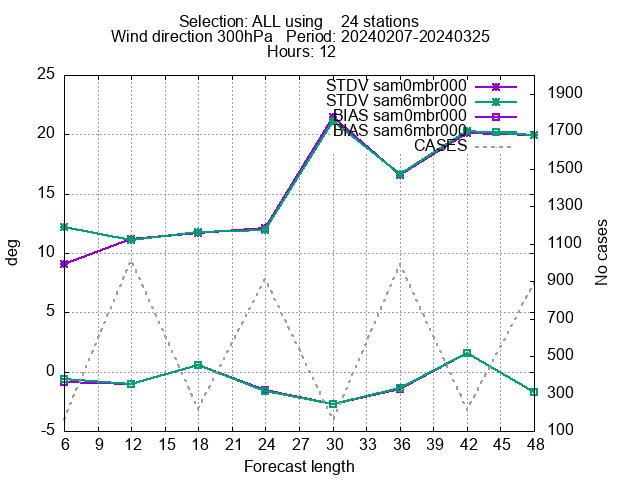 Selection: ALL using    24 stations
Wind direction 300hPa   Period: 20240207-20240325
Hours: 12
STDV sam0mbr000
STDV sam6mbr000
BIAS sam0mbr000
BIAS sam6mbr000
CASES
deg
25
20
15
10
5
0
-5
1900
1700
1500
1300
1100
900
700
500
300
100
No cases
6 9 12 15 18 21 24 27 30 33 36 39 42 45 48
Forecast length